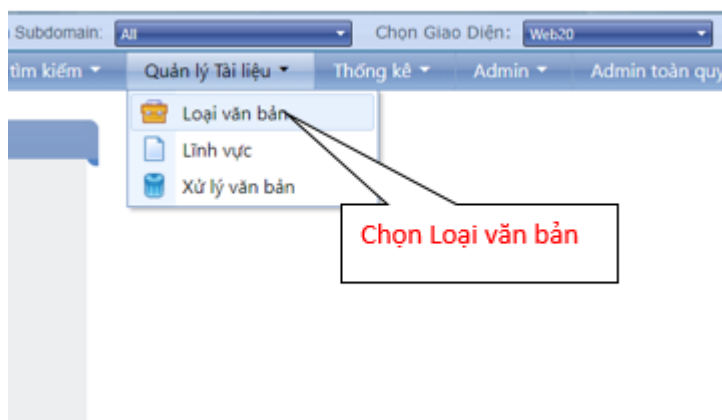 Subdomain: All Chọn Giao Diện: Web20
tìm kiếm Quản lý Tài liệu Thống kê Admin Admin toàn quy
Loại văn bản
Lĩnh vực
Xử lý văn bản
Chọn Loại văn bản